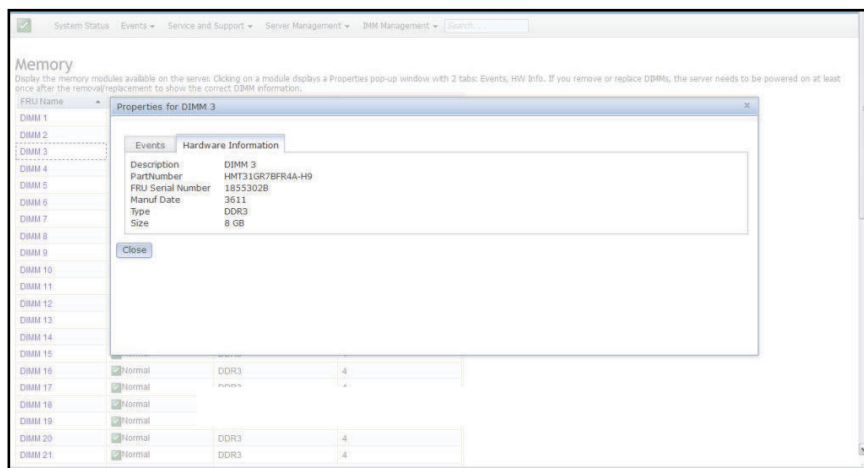 System Status Events Service and Support Server Management IMM Management Search...
Memory
Display the memory modules available on the server. Clicking on a module displays a Properties pop-up window with 2 tabs: Events, HW Info. If you remove or replace DIMMs, the server needs to be powered on at least
once after the removal/replacement to show the correct DIMM information.
FRU Name
Properties for DIMM 3
DIMM 1
DIMM 2
Events Hardware Information
DIMM 3
Description DIMM 3
DIMM 4
PartNumber HMT31GR7BFR4A-H9
DIMM 5
FRU Serial Number 1855302B
Manuf Date 3611
DIMM 6
Type DDR3
DIMM 7
Size 8 GB
DIMM 8
Close
DIMM 9
DIMM 10
DIMM 11
DIMM 12
DIMM 13
DIMM 14
DIMM 15 Normal
DIMM 16 Normal DDR3 4
DIMM 17 Normal DDR3 4
DIMM 18 Normal
DIMM 19 Normal
DIMM 20 Normal DDR3 4
DIMM 21 Normal DDR3 4